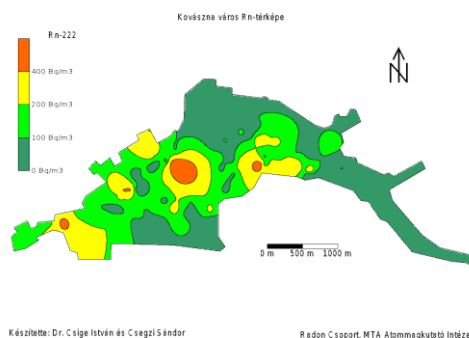 Kovászna város Rn-térképe
Rn-222
400 Bq/m3
200 Bq/m3
100 Bq/m3
0 Bq/m3
N
0 m 500 m 1000 m
Készítette: Dr. Csige István és Csegzi Sándor
Radon Csoport, MTA Atommagkutató Intéze